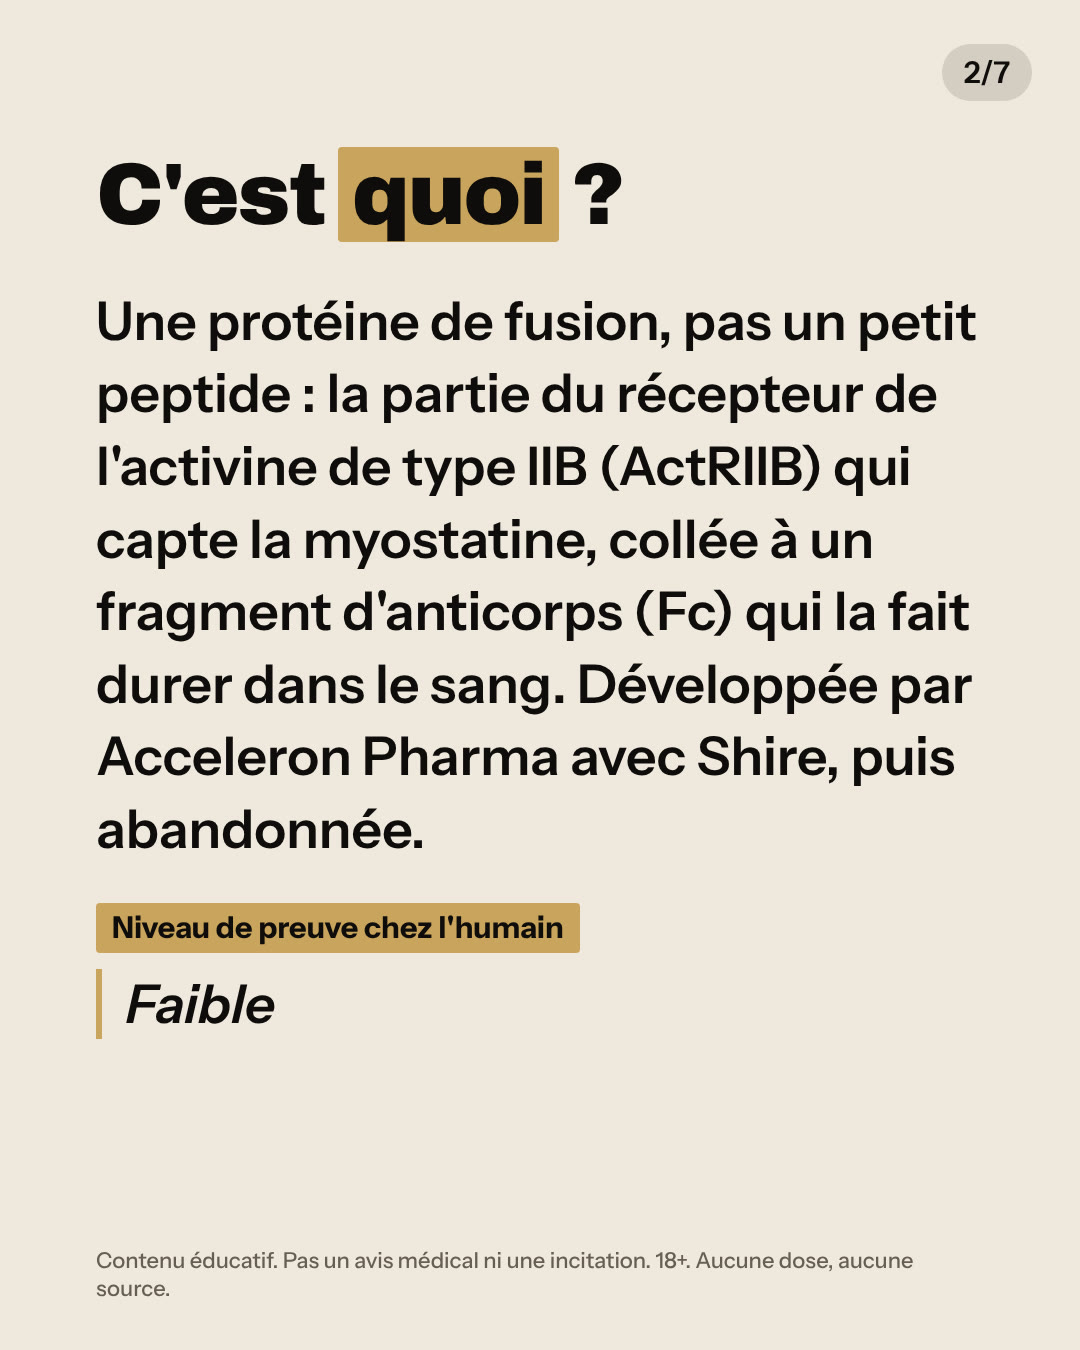 2/7
C'est quoi ?
Une protéine de fusion, pas un petit
peptide : la partie du récepteur de
l'activine de type IIB (ActRIIB) qui
capte la myostatine, collée à un
fragment d'anticorps (Fc) qui la fait
durer dans le sang. Développée par
Acceleron Pharma avec Shire, puis
abandonnée.
Niveau de preuve chez l'humain
Faible
Contenu éducatif. Pas un avis médical ni une incitation. 18+. Aucune dose, aucune
source.